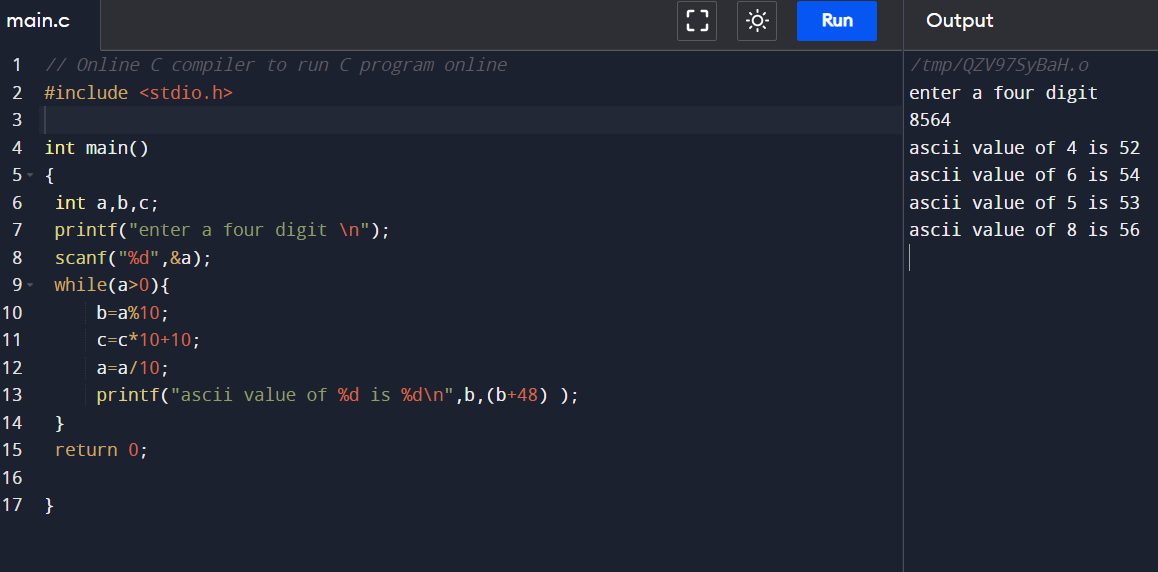 main.c
Run
Output
1 // Online C compiler to run C program online
2 #include <stdio.h>
3
4 int main()
5 {
6 int a,b,c;
7 printf("enter a four digit \n");
8 scanf("%d",&a);
9 while(a>0){
10 b=a%10;
11 c=c*10+10;
12 a=a/10;
13 printf("ascii value of %d is %d\n",b,(b+48) );
14 }
15 return 0;
16
17 }
/tmp/QZV97SyBaH.o
enter a four digit
8564
ascii value of 4 is 52
ascii value of 6 is 54
ascii value of 5 is 53
ascii value of 8 is 56